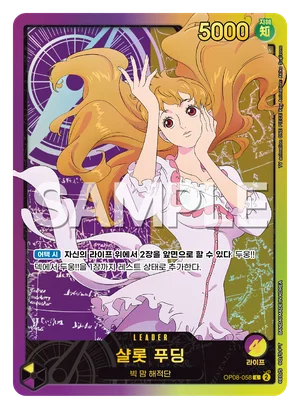 5000
지혜
知
SAMPLE
어택 시 자신의 라이프 위에서 2장을 앞면으로 할 수 있다: 두웅!!
덱에서 두웅!!을 1장까지 레스트 상태로 추가한다.
LEADER
샬롯 푸딩
빅 맘 해적단
라이프
OP08-058 L